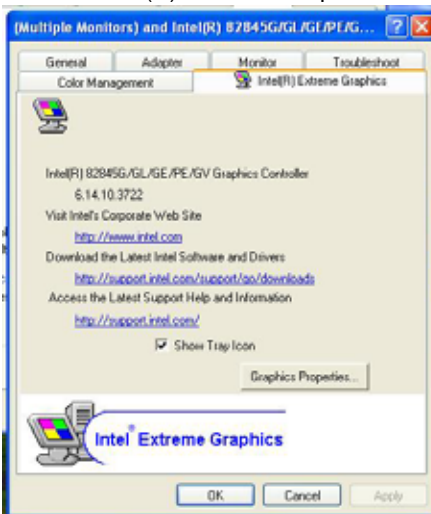 (Multiple Monitors) and Intel(R) 82845G/GL/GE/PE/G...
General Adapter Monitor Troubleshoot
Color Management Intel(R) Extreme Graphics
Intel(R) 82845G/GL/GE/PE/GV Graphics Controller
6.14.10.3722
Visit Intel's Corporate Web Site
http://www.intel.com
Download the Latest Intel Software and Drivers
http://support.intel.com/support/go/downloads
Access the Latest Support Help and Information
http://support.intel.com/
Show Tray Icon
Graphics Properties...
Intel® Extreme Graphics
OK Cancel Apply